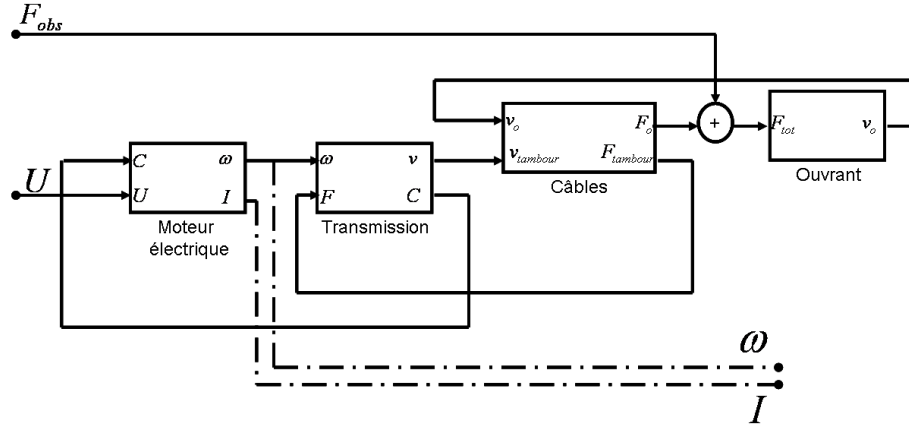 F_obs
v_o
F_o
v_tambour
F_tambour
Câbles
+
F_tot
v_o
Ouvrant
C
ω
U
I
U
Moteur
électrique
ω
v
F
C
Transmission
ω
I